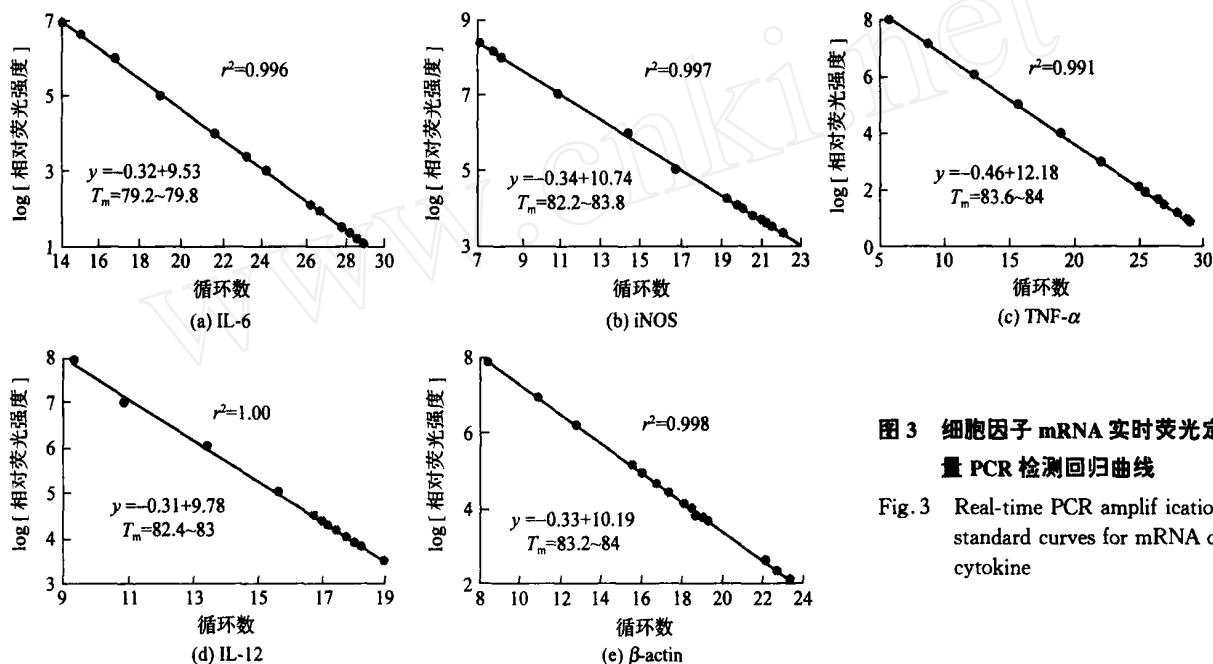 log [ 相对荧光强度 ]
7
5
3
1
r²=0.996
y=-0.32+9.53
Tm=79.2~79.8
14 16 18 20 22 24 26 28 30
循环数
(a) IL-6
log [ 相对荧光强度 ]
9
7
5
3
r²=0.997
y=-0.34+10.74
Tm=82.2~83.8
7 9 11 13 15 17 19 21 23
循环数
(b) iNOS
log [ 相对荧光强度 ]
8
6
4
2
0
r²=0.991
y=-0.46+12.18
Tm=83.6~84
5 10 15 20 25 30
循环数
(c) TNF-α
log [ 相对荧光强度 ]
8
7
6
5
4
3
r²=1.00
y=-0.31+9.78
Tm=82.4~83
9 11 13 15 17 19
循环数
(d) IL-12
log [ 相对荧光强度 ]
8
6
4
2
r²=0.998
y=-0.33+10.19
Tm=83.2~84
8 10 12 14 16 18 20 22 24
循环数
(e) β-actin
图 3 细胞因子 mRNA 实时荧光定
量 PCR 检测回归曲线
Fig. 3 Real-time PCR amplif ication
standard curves for mRNA o
cytokine
www.cnki.net